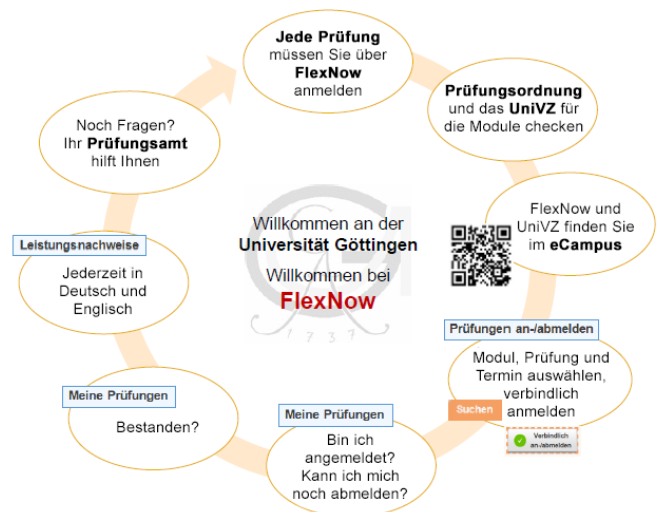 Jede Prüfung
müssen Sie über
FlexNow
anmelden
Prüfungsordnung
und das UniVZ für
die Module checken
FlexNow und
UniVZ finden Sie
im eCampus
Prüfungen an-/abmelden
Modul, Prüfung und
Termin auswählen,
verbindlich
anmelden
Suchen
Verbindlich
an-/abmelden
Meine Prüfungen
Bin ich
angemeldet?
Kann ich mich
noch abmelden?
Meine Prüfungen
Bestanden?
Leistungsnachweise
Jederzeit in
Deutsch und
Englisch
Noch Fragen?
Ihr Prüfungsamt
hilft Ihnen
Willkommen an der
Universität Göttingen
Willkommen bei
FlexNow
1737